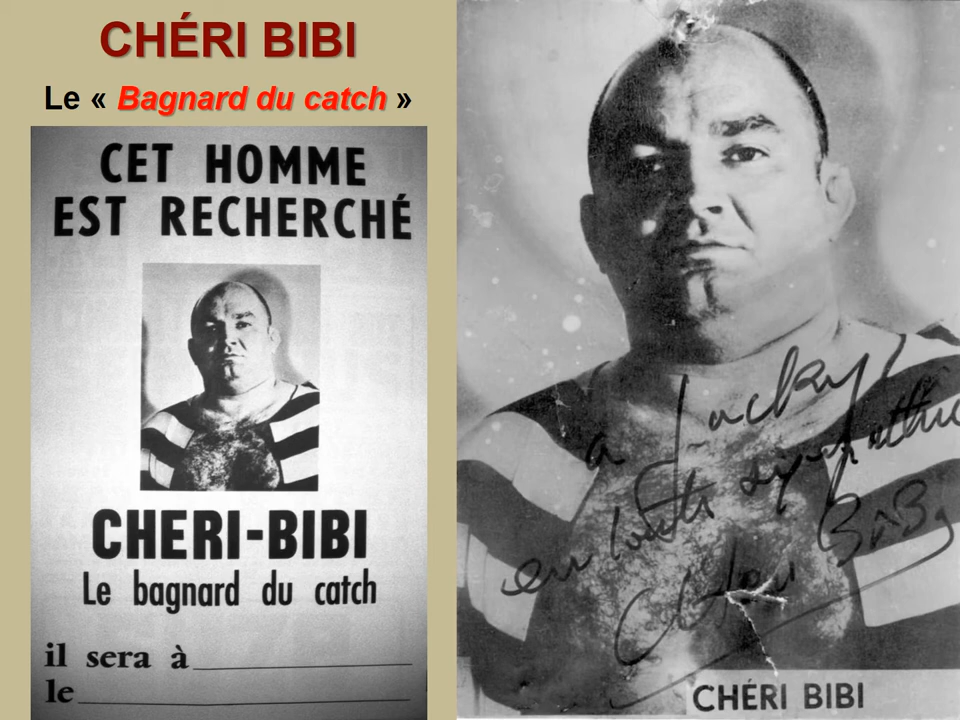 CHÉRI BIBI
Le « Bagnard du catch »
CET HOMME
EST RECHERCHÉ
CHERI-BIBI
Le bagnard du catch
il sera à
le
a Jacky
en toute sympathie
Chéri BiBi
CHÉRI BIBI